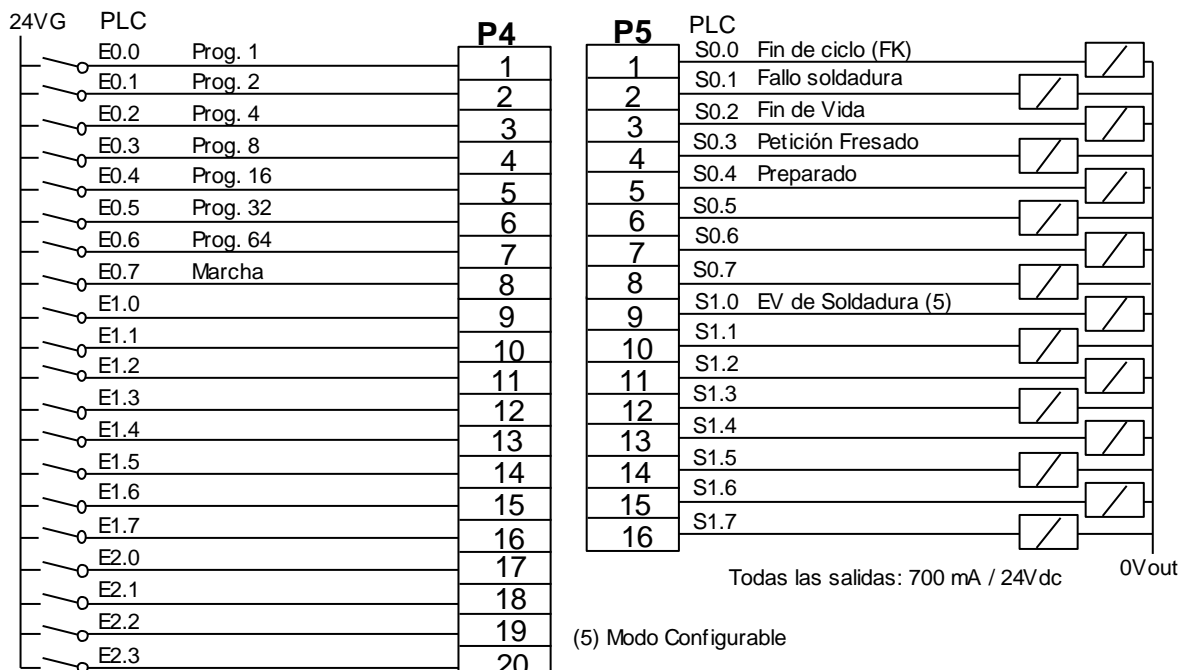 24VG PLC P4
E0.0 Prog. 1 1
E0.1 Prog. 2 2
E0.2 Prog. 4 3
E0.3 Prog. 8 4
E0.4 Prog. 16 5
E0.5 Prog. 32 6
E0.6 Prog. 64 7
E0.7 Marcha 8
E1.0 9
E1.1 10
E1.2 11
E1.3 12
E1.4 13
E1.5 14
E1.6 15
E1.7 16
E2.0 17
E2.1 18
E2.2 19
E2.3 20
P5 PLC
1 S0.0 Fin de ciclo (FK)
2 S0.1 Fallo soldadura
3 S0.2 Fin de Vida
4 S0.3 Petición Fresado
5 S0.4 Preparado
6 S0.5
7 S0.6
8 S0.7
9 S1.0 EV de Soldadura (5)
10 S1.1
11 S1.2
12 S1.3
13 S1.4
14 S1.5
15 S1.6
16 S1.7
0Vout
Todas las salidas: 700 mA / 24Vdc
(5) Modo Configurable